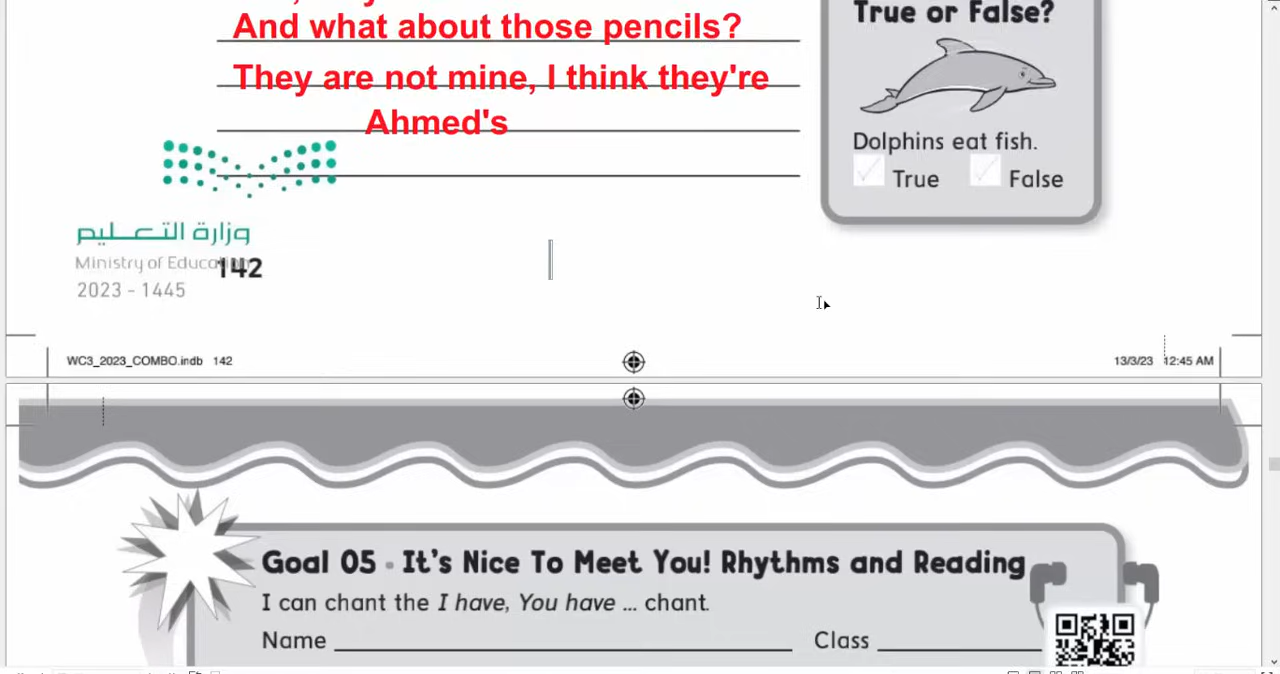 And what about those pencils?
They are not mine, I think they're
Ahmed's
True or False?
Dolphins eat fish.
True False
وزارة التعليم
Ministry of Education
142
2023 - 1445
WC3_2023_COMBO.indb 142
13/3/23 12:45 AM
Goal 05 • It's Nice To Meet You! Rhythms and Reading
I can chant the I have, You have ... chant.
Name
Class